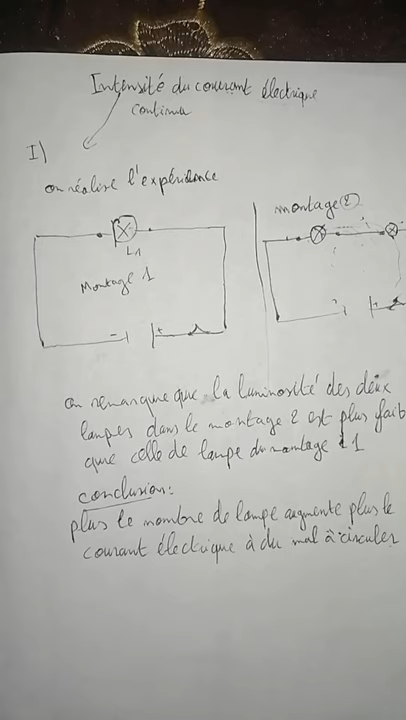 Intensité du courant électrique
continu
I)
on réalise l'expérience
montage(2)
L1
Montage 1
- +
- +
on remarque que la luminosité des deux
lampes dans le montage 2 est plus faib
que celle de lampe du montage 1
conclusion:
plus le nombre de lampe augmente plus le
courant électrique à du mal à circuler